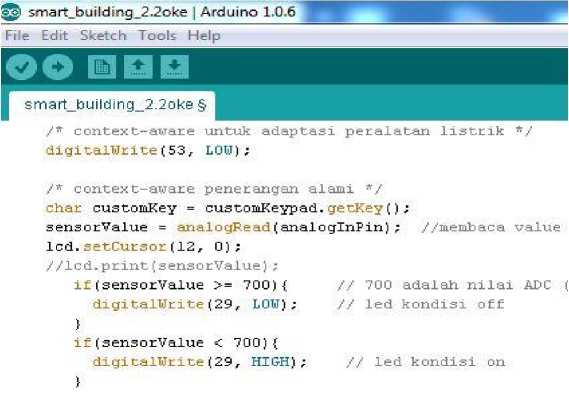 smart_building_2.2oke | Arduino 1.0.6
File Edit Sketch Tools Help
smart_building_2.2oke §
/* context-aware untuk adaptasi peralatan listrik */
digitalWrite(53, LOW);
/* context-aware penerangan alami */
char customKey = customKeypad.getKey();
sensorValue = analogRead(analogInPin); //membaca value
lcd.setCursor(12, 0);
//lcd.print(sensorValue);
if(sensorValue >= 700){ // 700 adalah nilai ADC (
digitalWrite(29, LOW); // led kondisi off
}
if(sensorValue < 700){
digitalWrite(29, HIGH); // led kondisi on
}